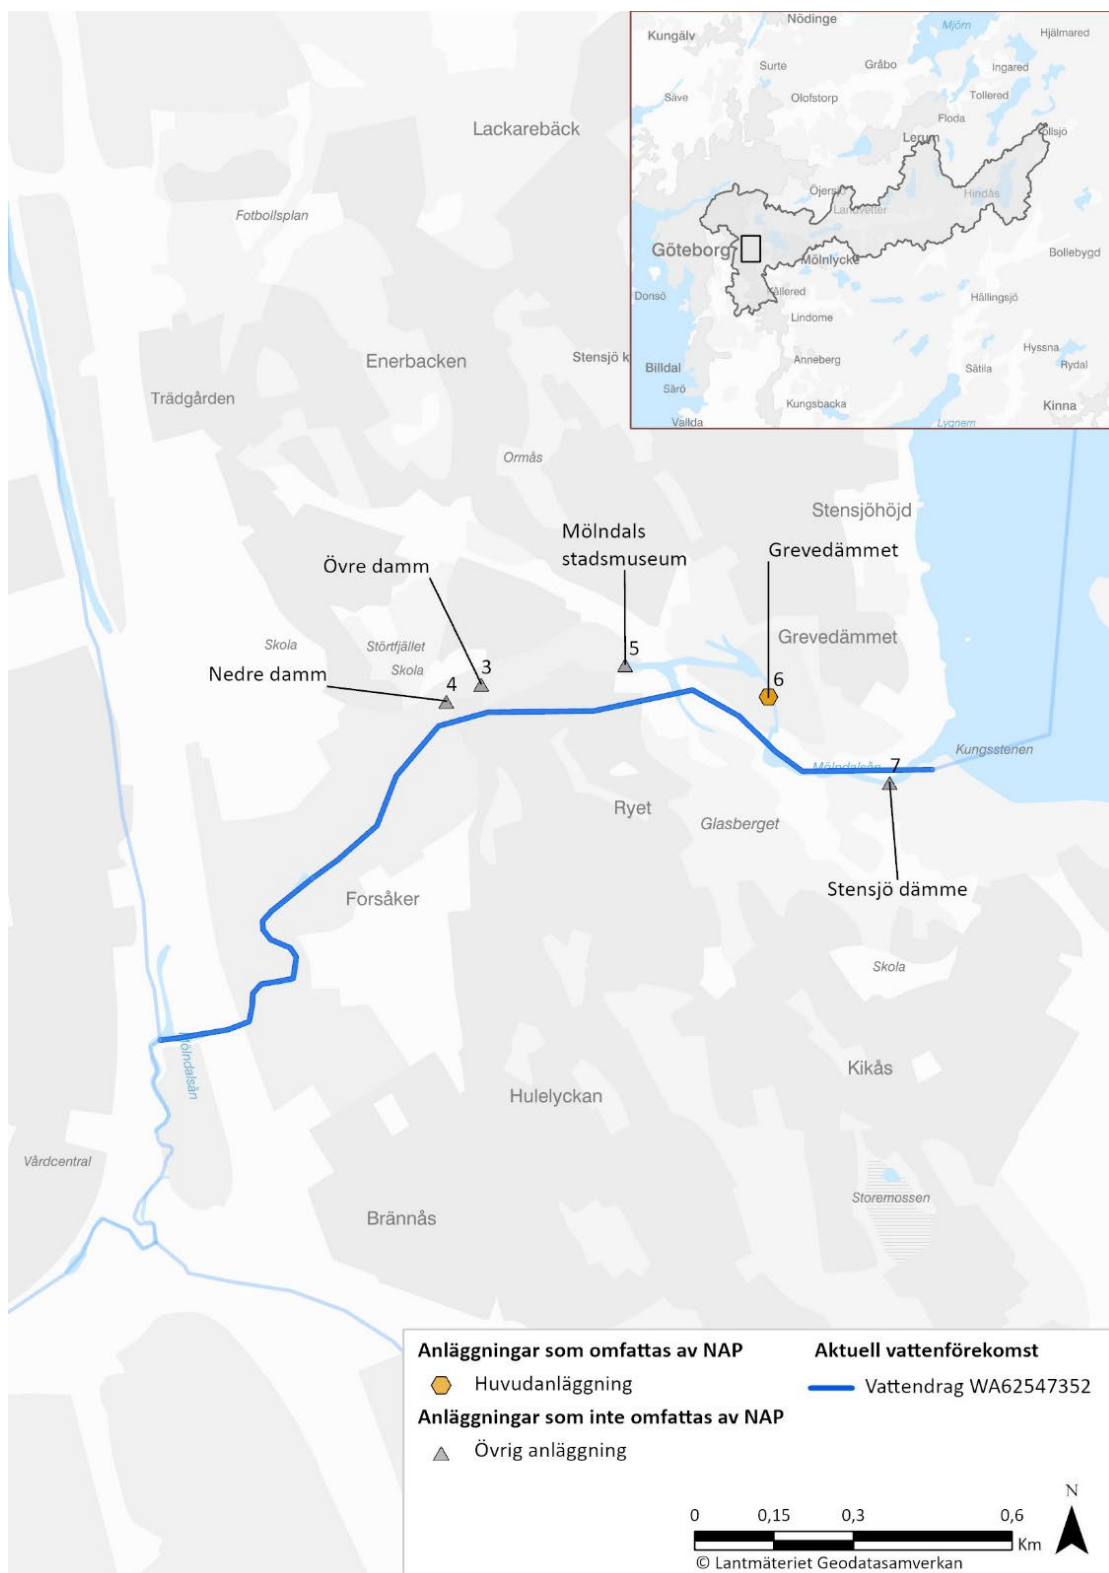 Nödinge
Mjörn
Kungälv
Hjälmared
Surte
Gråbo
Ingared
Säve
Olofstorp
Tollered
Floda
Lackarebäck
Lerum
Öjersjö
Hindås
Fotbollsplan
Landvetter
Göteborg
Mölnlycke
Bollebygd
Donsö
Kållered
Hällingsjö
Lindome
Enerbacken
Stensjö k
Hyssna
Anneberg
Billdal
Rydal
Sätila
Trädgården
Särö
Kungsbacka
Kinna
Vallda
Lygnern
Ormås
Stensjöhöjd
Mölndals
stadsmuseum
Grevedämmet
Övre damm
Grevedämmet
Skola
Störtfjället
Skola
Nedre damm
3
4
5
6
Kungsstenen
Mölndalsån
7
Ryet
Glasberget
Stensjö dämme
Forsåker
Skola
Mölndalsån
Kikås
Hulelyckan
Vårdcentral
Storemossen
Brännås
Anläggningar som omfattas av NAP
Huvudanläggning
Anläggningar som inte omfattas av NAP
Övrig anläggning
Aktuell vattenförekomst
Vattendrag WA62547352
N
0 0,15 0,3 0,6
Km
© Lantmäteriet Geodatasamverkan